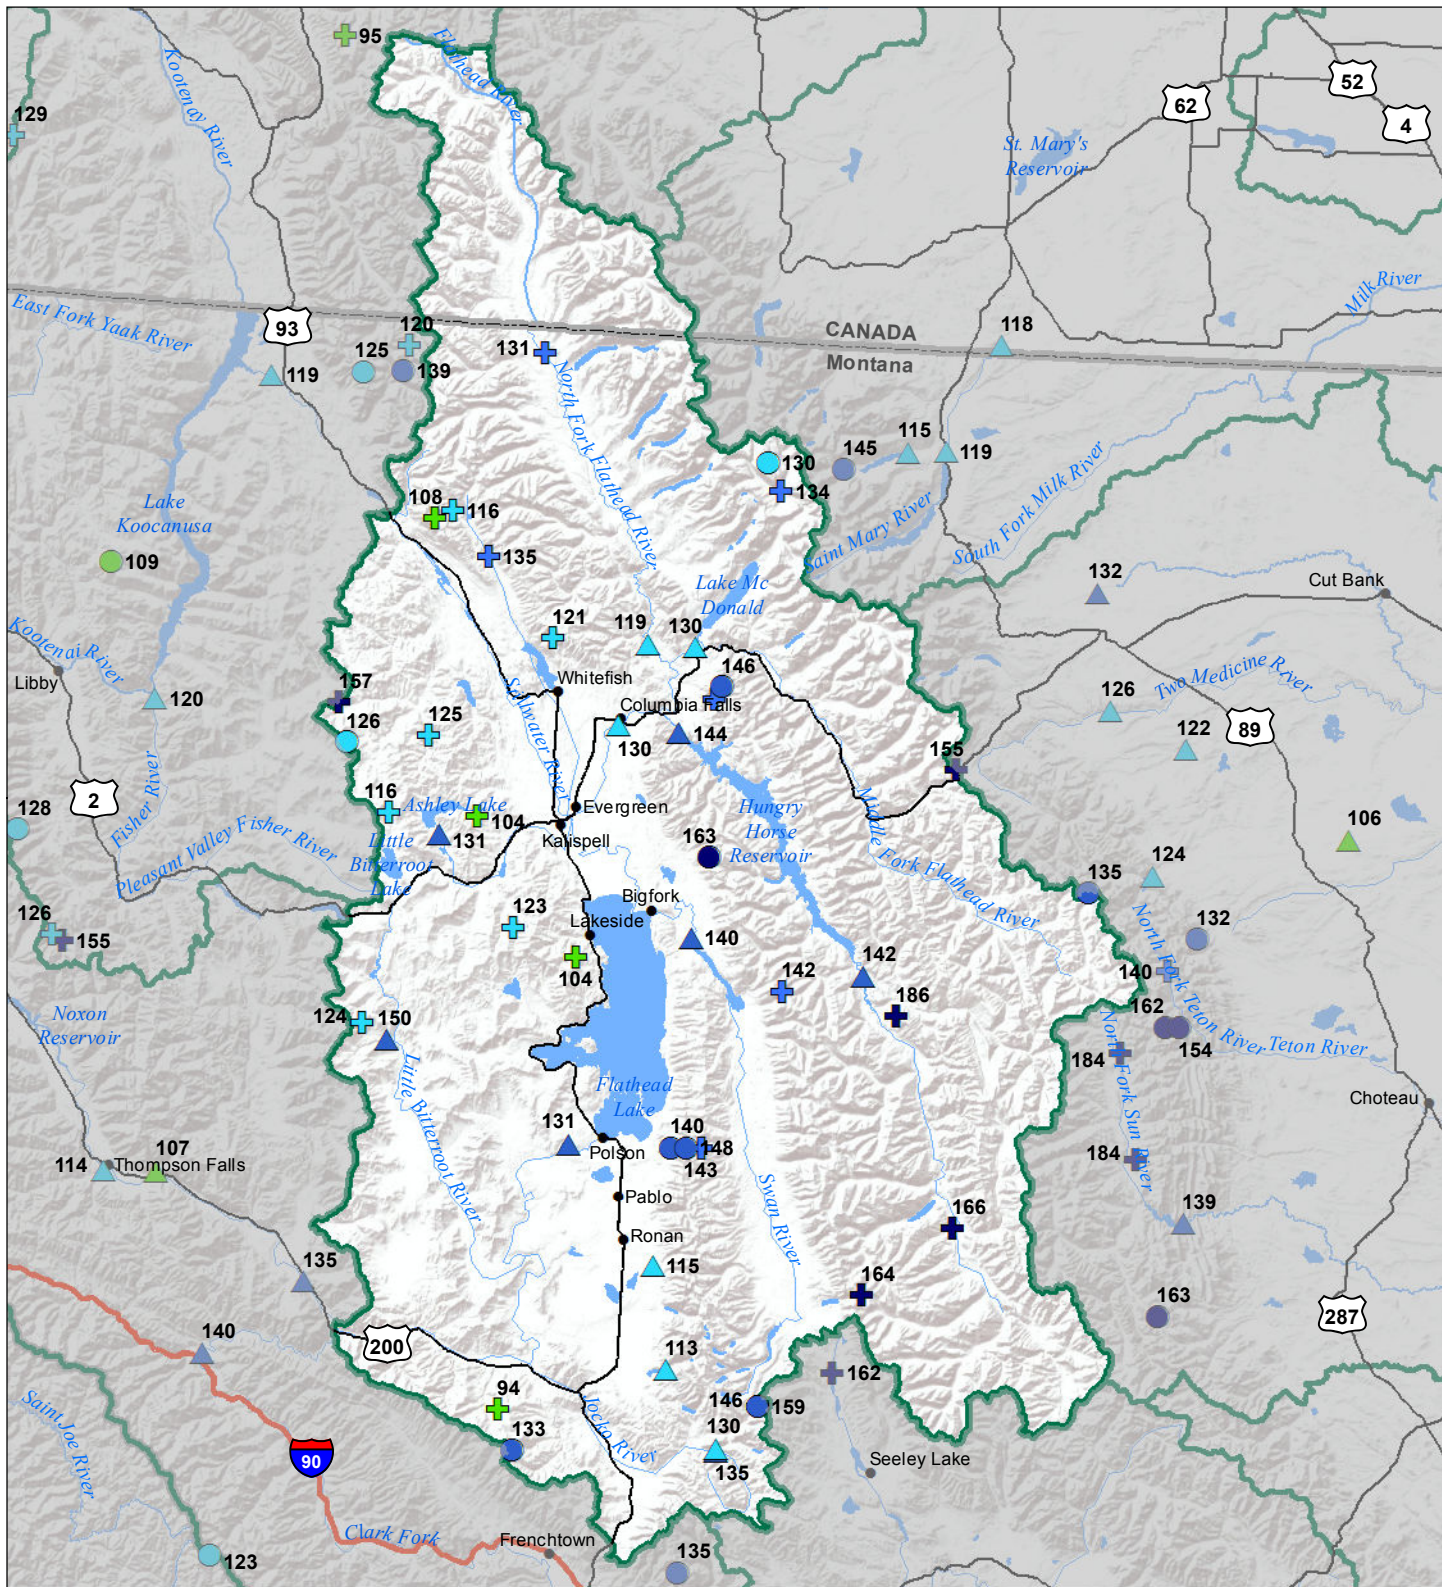 95
Flathead River
Kootenay River
52
62
4
129
St. Mary's
Reservoir
Milk River
East Fork Yaak River
93
120
125
139
119
131
CANADA
Montana
118
North Fork Flathead River
115
119
145
130
134
108
116
135
Lake
Koocanusa
109
Saint Mary River
South Fork Milk River
132
Cut Bank
Lake Mc
Donald
121
119
130
Kootenai River
Libby
120
157
126
125
Whitefish
146
Columbia Falls
130
144
Stillwater River
Two Medicine River
126
122
89
155
2
128
Fisher River
Pleasant Valley Fisher River
116
Ashley Lake
104
131
Little
Bitterroot
Lake
Evergreen
Kalispell
Hungry
Horse
Reservoir
163
Middle Fork Flathead River
106
124
135
132
126
155
123
Lakeside
104
Bigfork
140
142
142
186
North Fork Teton River
140
162
154
Teton River
184
North Fork Sun River
Noxon
Reservoir
124
150
Little Bitterroot River
Flathead
Lake
Choteau
114
Thompson Falls
107
131
Polson
140
148
143
184
139
Pablo
Swan River
166
Ronan
115
135
164
163
287
140
200
113
162
94
146
159
133
130
135
Jocko River
Seeley Lake
Saint Joe River
90
Clark Fork
Frenchtown
123
135